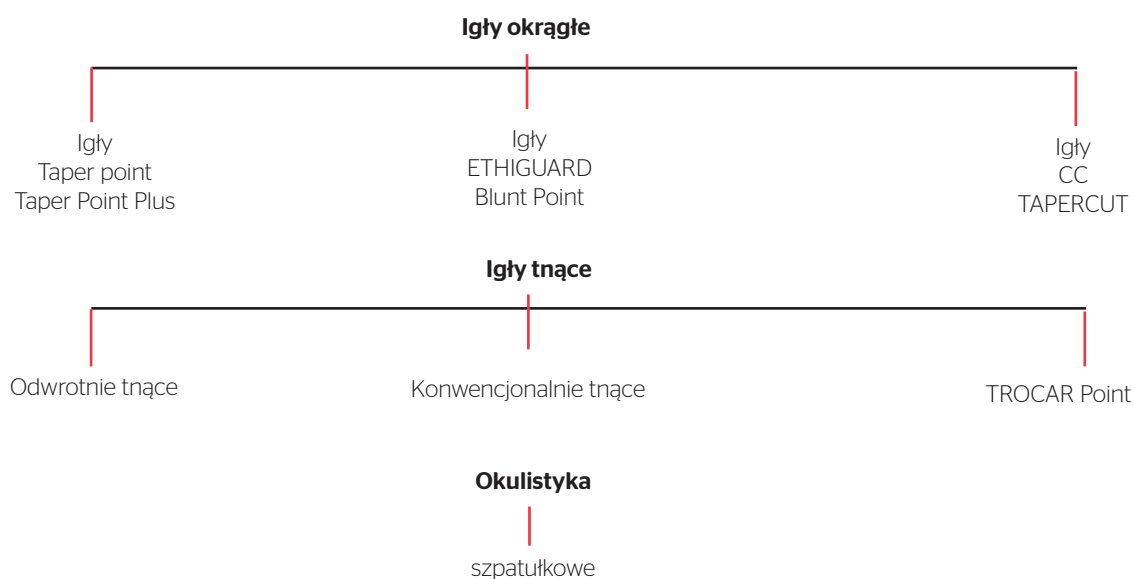 Igły okrągłe
Igły
Taper point
Taper Point Plus
Igły
ETHIGUARD
Blunt Point
Igły
CC
TAPERCUT
Igły tnące
Odwrotnie tnące
Konwencjonalnie tnące
TROCAR Point
Okulistyka
szpatułkowe